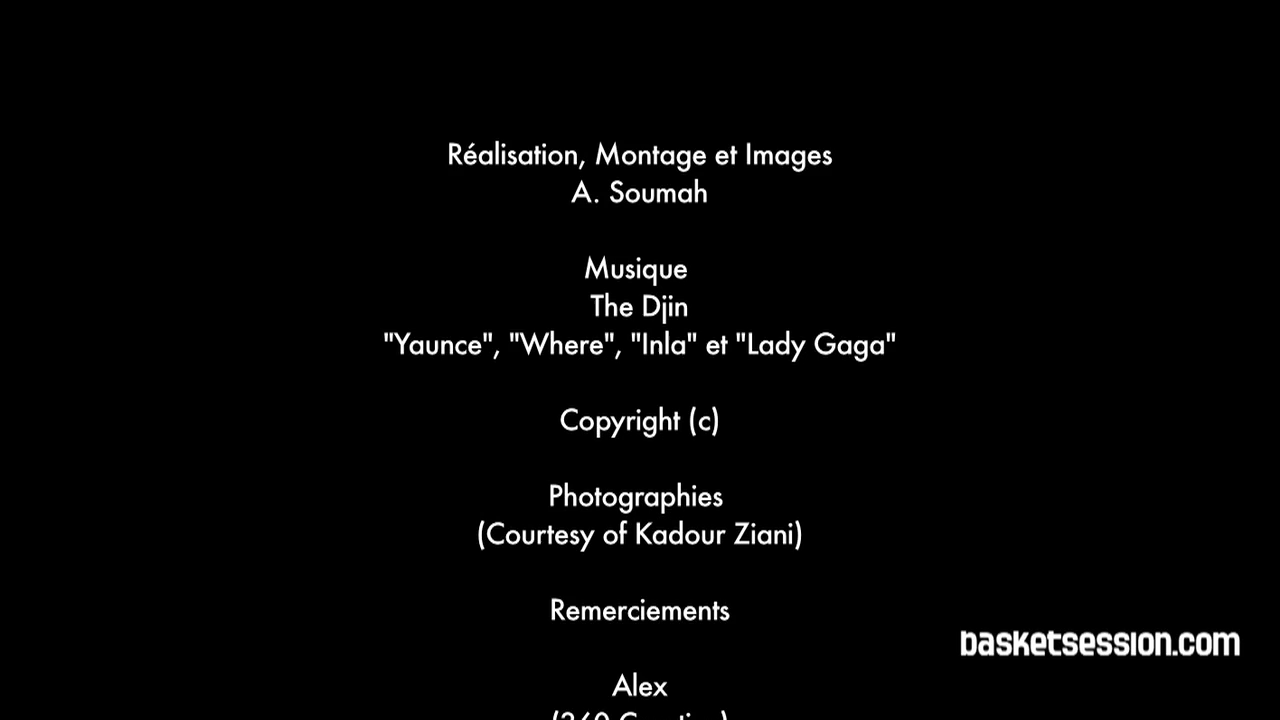 Réalisation, Montage et Images
A. Soumah
Musique
The Djin
"Yaunce", "Where", "Inla" et "Lady Gaga"
Copyright (c)
Photographies
(Courtesy of Kadour Ziani)
Remerciements
basketsession.com
Alex